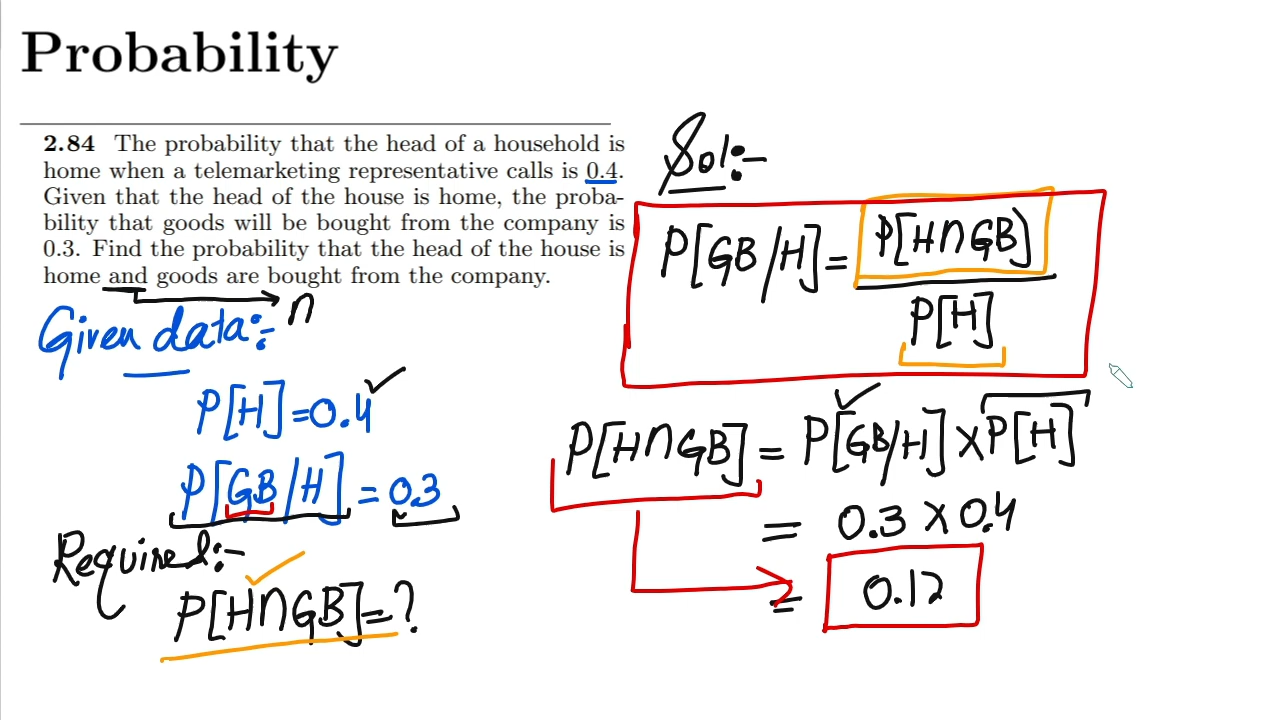 Probability
2.84 The probability that the head of a household is
home when a telemarketing representative calls is 0.4.
Given that the head of the house is home, the proba-
bility that goods will be bought from the company is
0.3. Find the probability that the head of the house is
home and goods are bought from the company.
∩
Given data:-
P[H]=0.4
P[GB/H] = 0.3
Required:-
P[H∩GB]=?
Sol:-
P[GB/H] = P[H∩GB)
P[H]
P[H∩GB] = P[GB/H] × P[H]
= 0.3 × 0.4
= 0.12